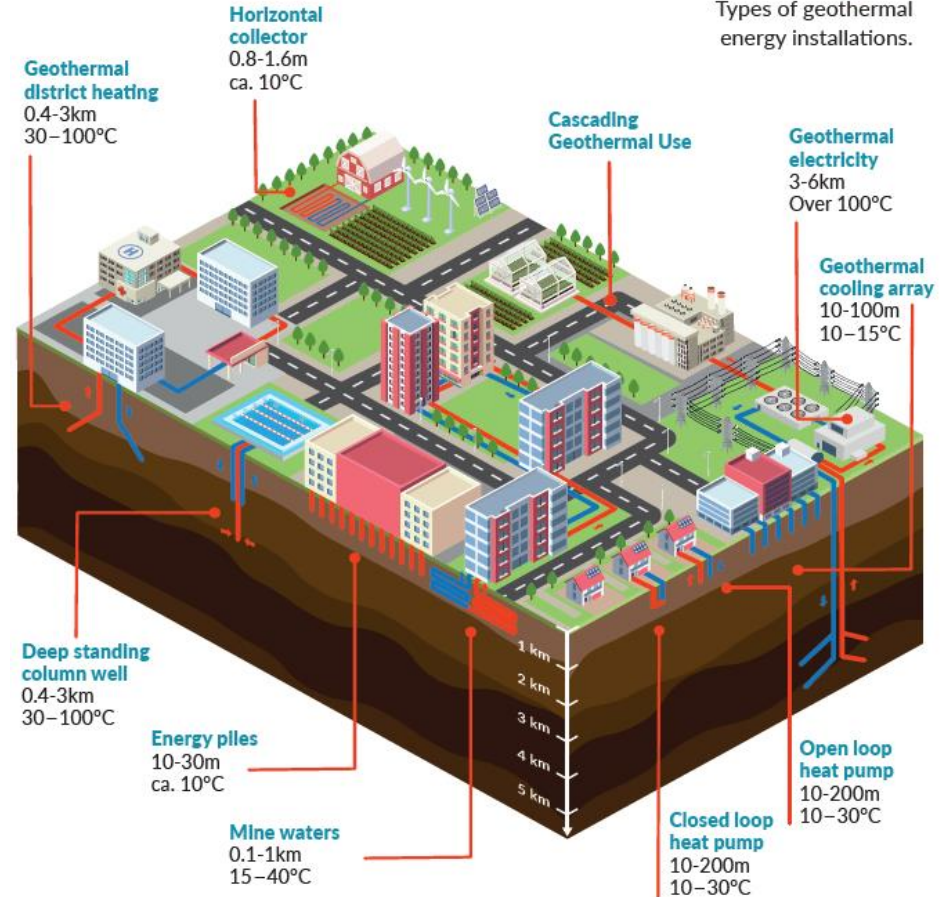 Types of geothermal
energy installations.
Horizontal
collector
0.8-1.6m
ca. 10°C
Geothermal
district heating
0.4-3km
30–100°C
Cascading
Geothermal Use
Geothermal
electricity
3-6km
Over 100°C
Geothermal
cooling array
10-100m
10–15°C
H
Deep standing
column well
0.4-3km
30–100°C
Energy piles
10-30m
ca. 10°C
Mine waters
0.1-1km
15–40°C
1 km
2 km
3 km
4 km
5 km
Open loop
heat pump
10-200m
10–30°C
Closed loop
heat pump
10-200m
10–30°C